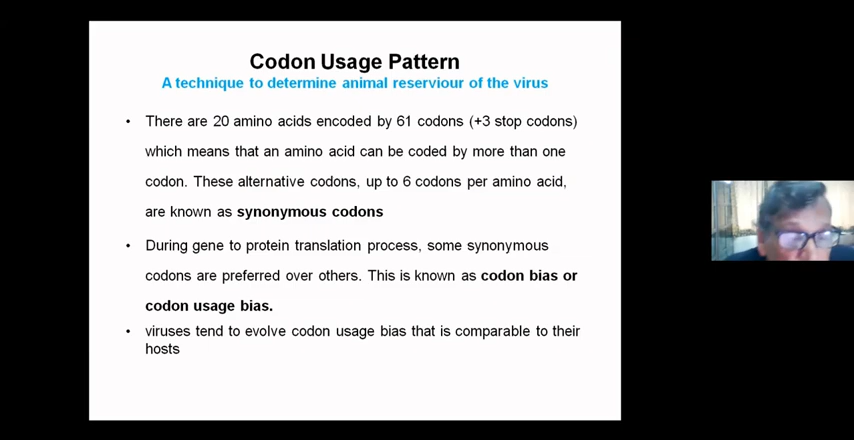 Codon Usage Pattern
A technique to determine animal reserviour of the virus
• There are 20 amino acids encoded by 61 codons (+3 stop codons)
which means that an amino acid can be coded by more than one
codon. These alternative codons, up to 6 codons per amino acid,
are known as synonymous codons
• During gene to protein translation process, some synonymous
codons are preferred over others. This is known as codon bias or
codon usage bias.
• viruses tend to evolve codon usage bias that is comparable to their
hosts